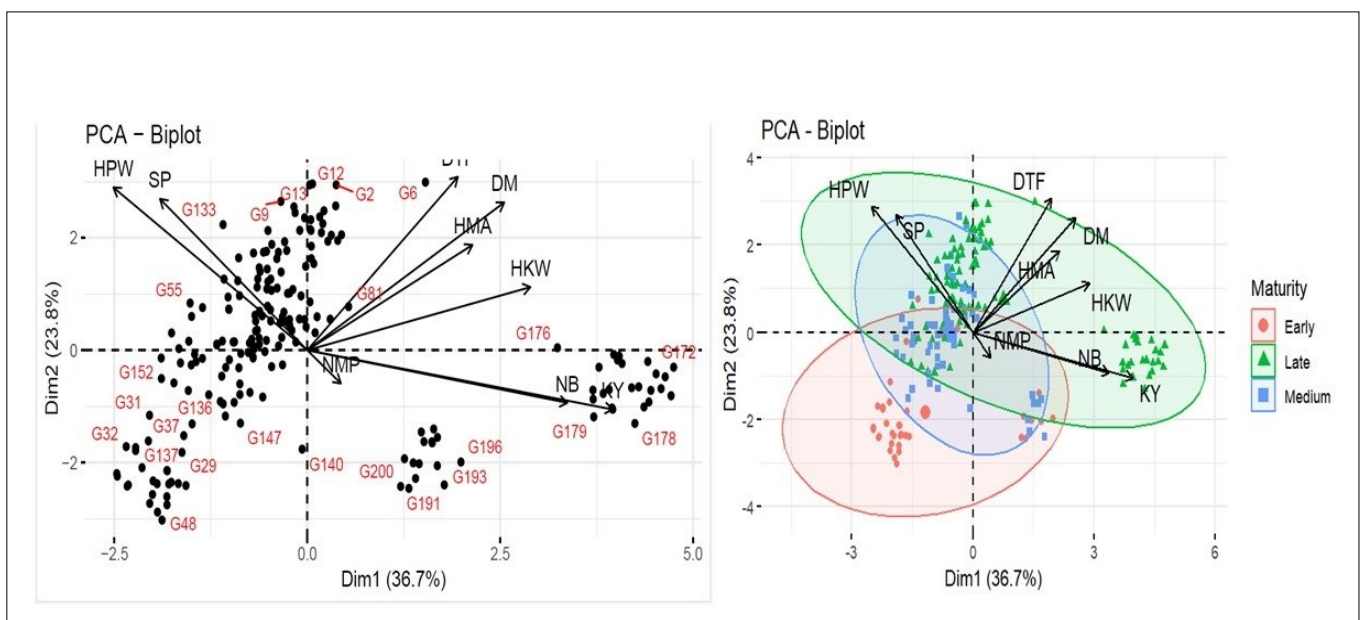 PCA – Biplot
HPW
SP
G12
G13
G2
G6
DM
G133
G9
HMA
2
HKW
G55
G81
G176
0
G172
NMP
G152
NB
KY
G31
G136
G37
G147
G179
G178
G32
G137
G29
G140
G196
−2
G200
G193
G191
G48
−2.5
0.0
2.5
5.0
Dim1 (36.7%)
Dim2 (23.8%)
PCA - Biplot
4
HPW
DTF
SP
DM
2
HMA
HKW
0
NMP
NB
KY
-2
-4
-3
0
3
6
Dim1 (36.7%)
Dim2 (23.8%)
Maturity
Early
Late
Medium